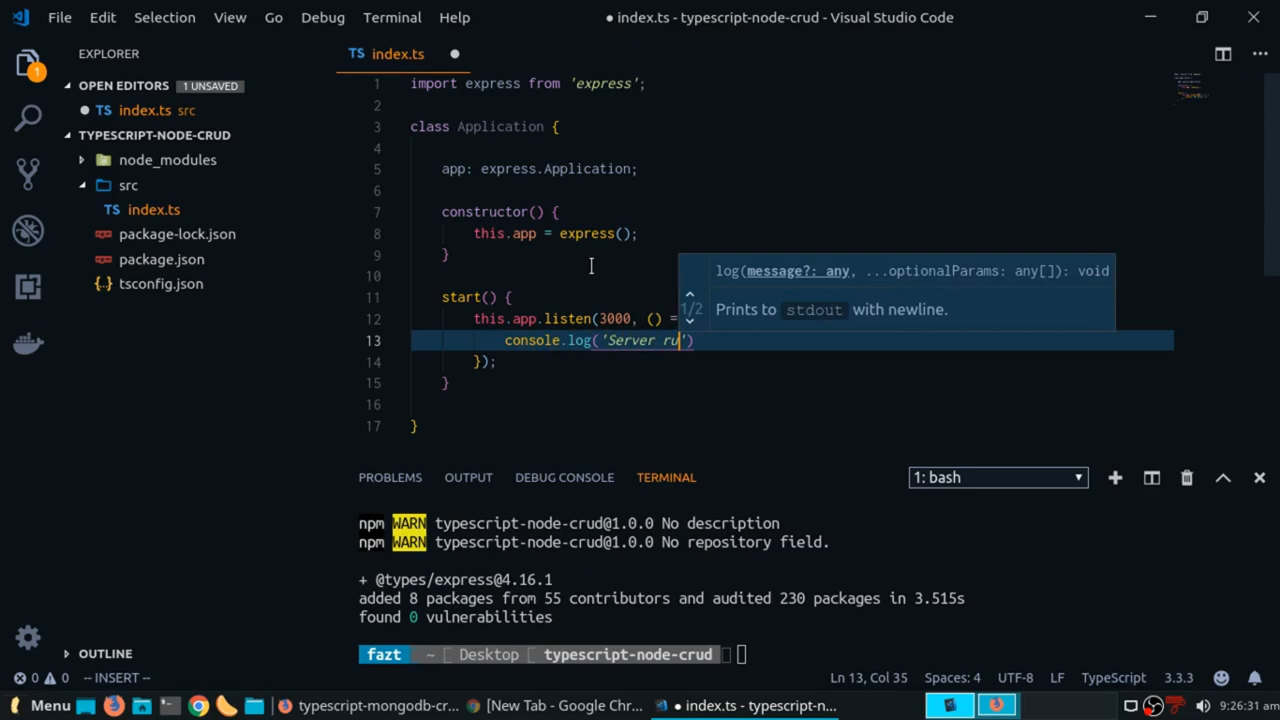 File Edit Selection View Go Debug Terminal Help
● index.ts - typescript-node-crud - Visual Studio Code
EXPLORER
OPEN EDITORS 1 UNSAVED
TS index.ts src
TYPESCRIPT-NODE-CRUD
node_modules
src
TS index.ts
package-lock.json
package.json
tsconfig.json
OUTLINE
1
TS index.ts
1 import express from 'express';
2
3 class Application {
4
5 app: express.Application;
6
7 constructor() {
8 this.app = express();
9 }
10
11 start() {
12 this.app.listen(3000, () =
13 console.log('Server ru')
14 });
15 }
16
17 }
log(message?: any, ...optionalParams: any[]): void
1/2
Prints to stdout with newline.
PROBLEMS OUTPUT DEBUG CONSOLE TERMINAL
1: bash
npm WARN typescript-node-crud@1.0.0 No description
npm WARN typescript-node-crud@1.0.0 No repository field.
+ @types/express@4.16.1
added 8 packages from 55 contributors and audited 230 packages in 3.515s
found 0 vulnerabilities
fazt ~ Desktop typescript-node-crud
0 0 -- INSERT --
Ln 13, Col 35 Spaces: 4 UTF-8 LF TypeScript 3.3.3
Menu typescript-mongodb-cr... [New Tab - Google Chr... ● index.ts - typescript-n... 9:26:31 am